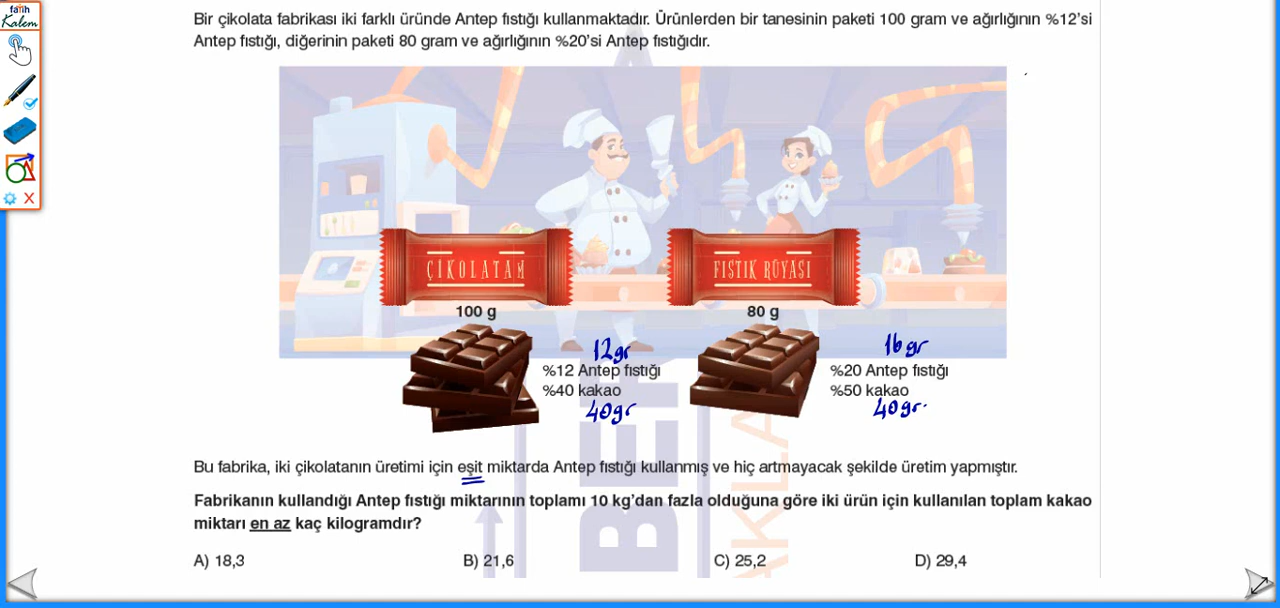 fatih
Kalem
Bir çikolata fabrikası iki farklı üründe Antep fıstığı kullanmaktadır. Ürünlerden bir tanesinin paketi 100 gram ve ağırlığının %12’si
Antep fıstığı, diğerinin paketi 80 gram ve ağırlığının %20’si Antep fıstığıdır.
ÇİKOLATAM
FISTIK RÜYASI
100 g
80 g
12gr
16 gr
%12 Antep fıstığı
%20 Antep fıstığı
%40 kakao
%50 kakao
40gr
40gr.
Bu fabrika, iki çikolatanın üretimi için eşit miktarda Antep fıstığı kullanmış ve hiç artmayacak şekilde üretim yapmıştır.
Fabrikanın kullandığı Antep fıstığı miktarının toplamı 10 kg’dan fazla olduğuna göre iki ürün için kullanılan toplam kakao
miktarı en az kaç kilogramdır?
A) 18,3
B) 21,6
C) 25,2
D) 29,4